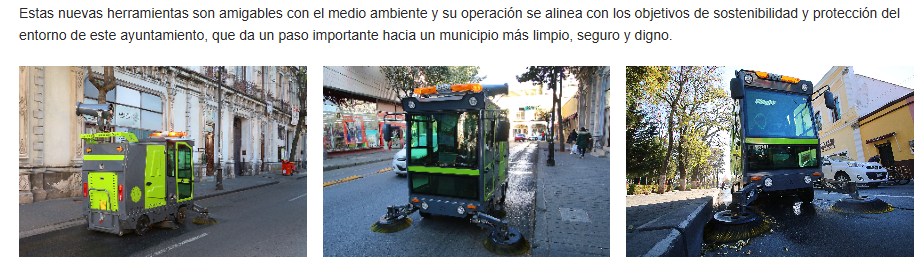 Estas nuevas herramientas son amigables con el medio ambiente y su operación se alinea con los objetivos de sostenibilidad y protección del
entorno de este ayuntamiento, que da un paso importante hacia un municipio más limpio, seguro y digno.